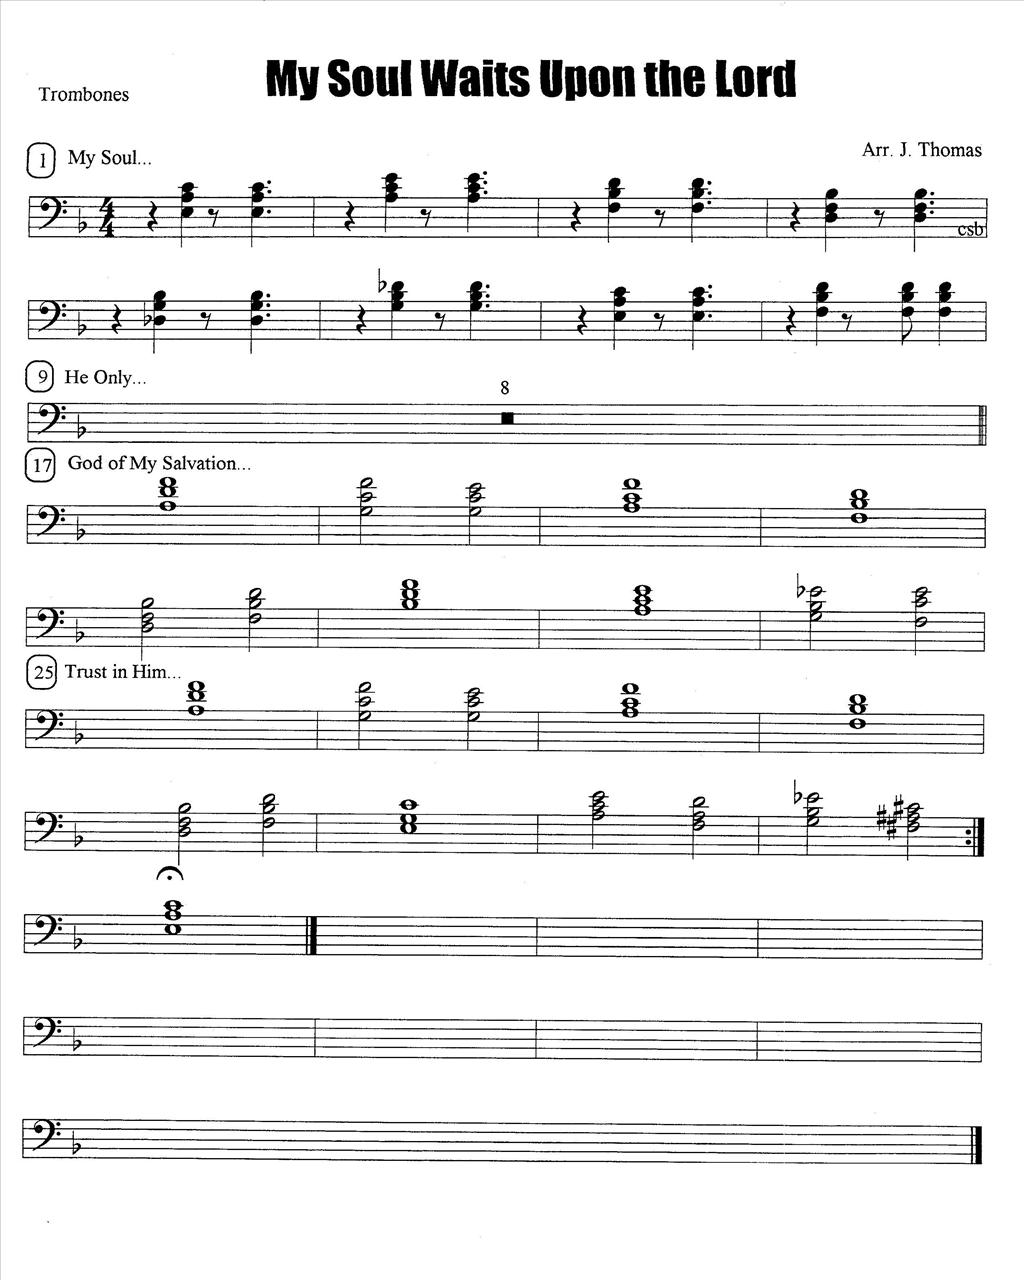 My Soul Waits Upon the Lord
Trombones
Arr. J. Thomas
1 My Soul...
4
4
csb
9 He Only...
8
17 God of My Salvation...
25 Trust in Him...